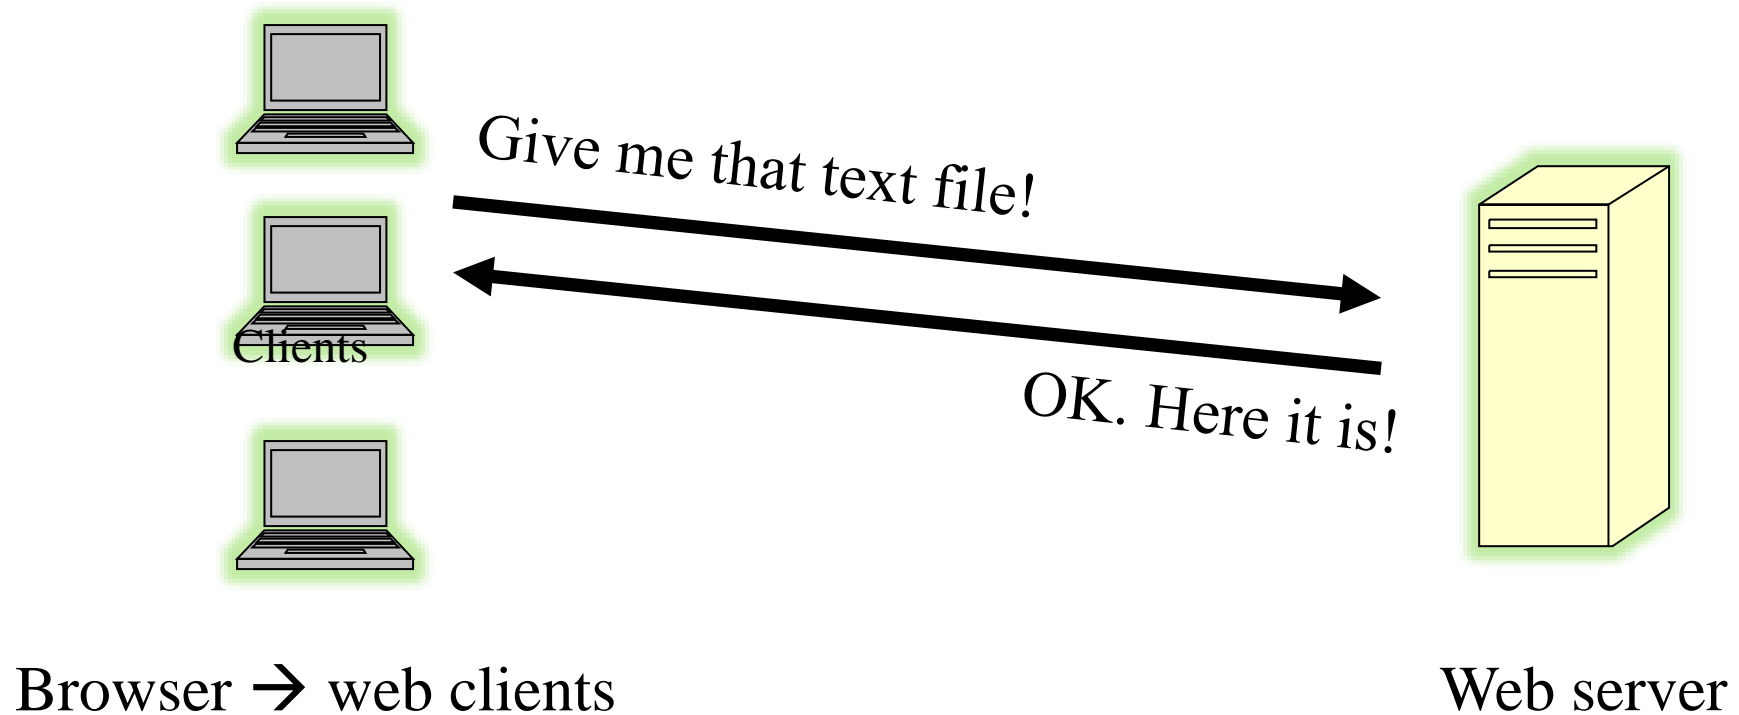 Give me that text file!
Clients
OK. Here it is!
Browser → web clients
Web server